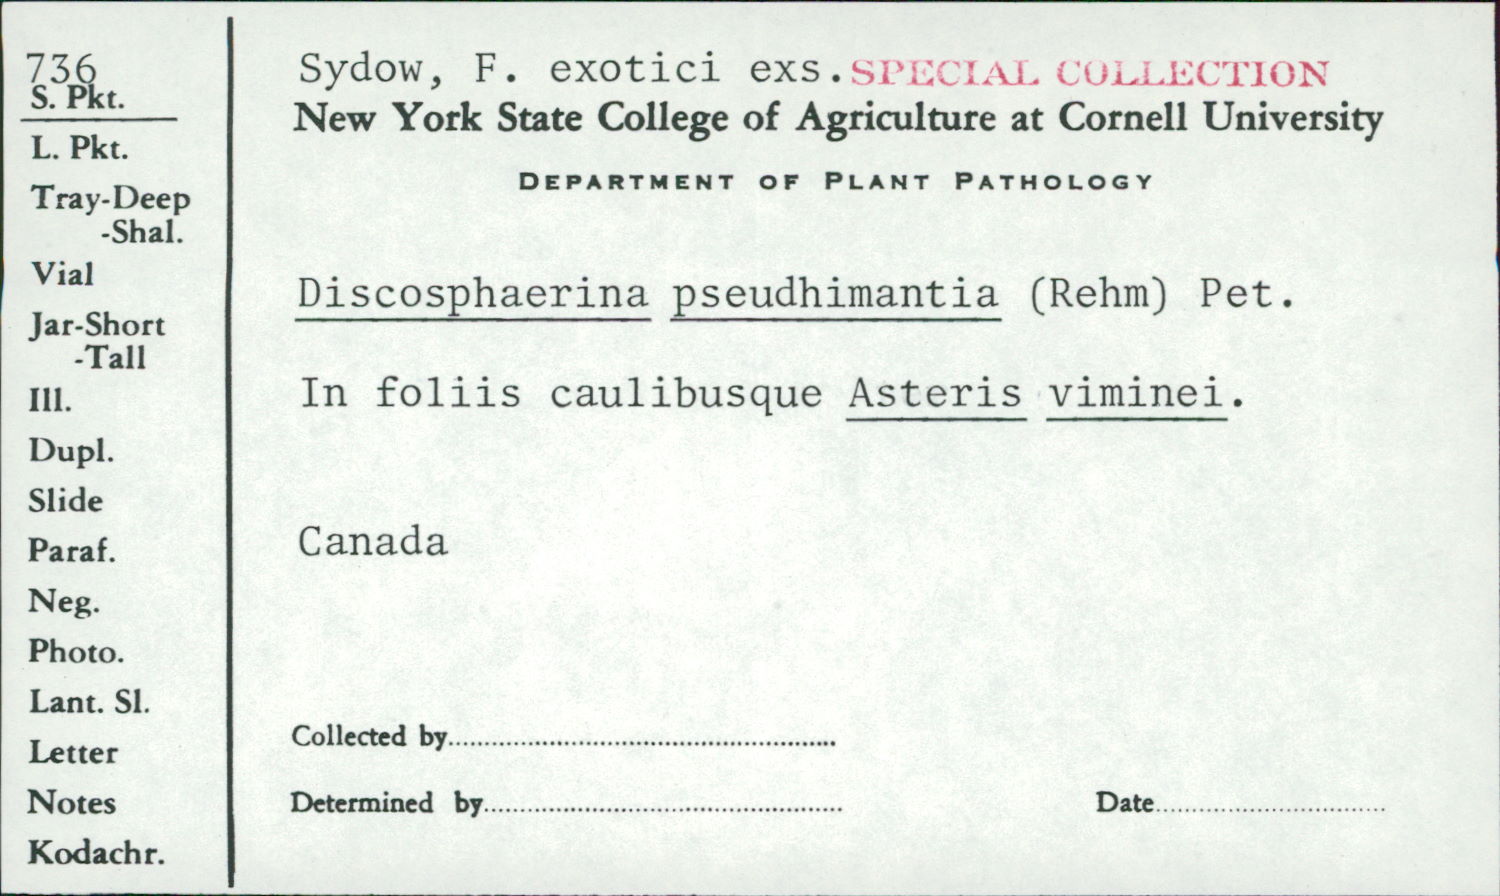 736
S. Pkt.
L. Pkt.
Tray-Deep
-Shal.
Vial
Jar-Short
-Tall
Ill.
Dupl.
Slide
Paraf.
Neg.
Photo.
Lant. Sl.
Letter
Notes
Kodachr.
Sydow, F. exotici exs. SPECIAL COLLECTION
New York State College of Agriculture at Cornell University
DEPARTMENT OF PLANT PATHOLOGY
Discosphaerina pseudhimantia (Rehm) Pet.
In foliis caulibusque Asteris viminei.
Canada
Collected by
Determined by Date